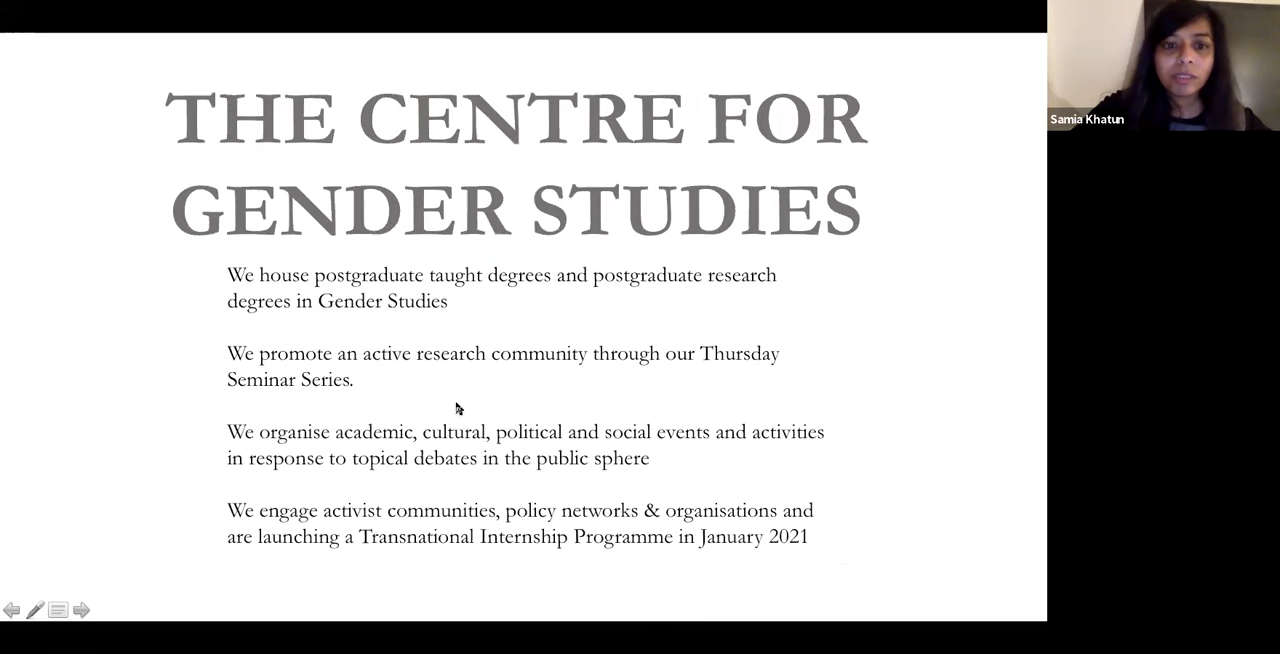 THE CENTRE FOR
GENDER STUDIES
We house postgraduate taught degrees and postgraduate research
degrees in Gender Studies
We promote an active research community through our Thursday
Seminar Series.
We organise academic, cultural, political and social events and activities
in response to topical debates in the public sphere
We engage activist communities, policy networks & organisations and
are launching a Transnational Internship Programme in January 2021
Samia Khatun